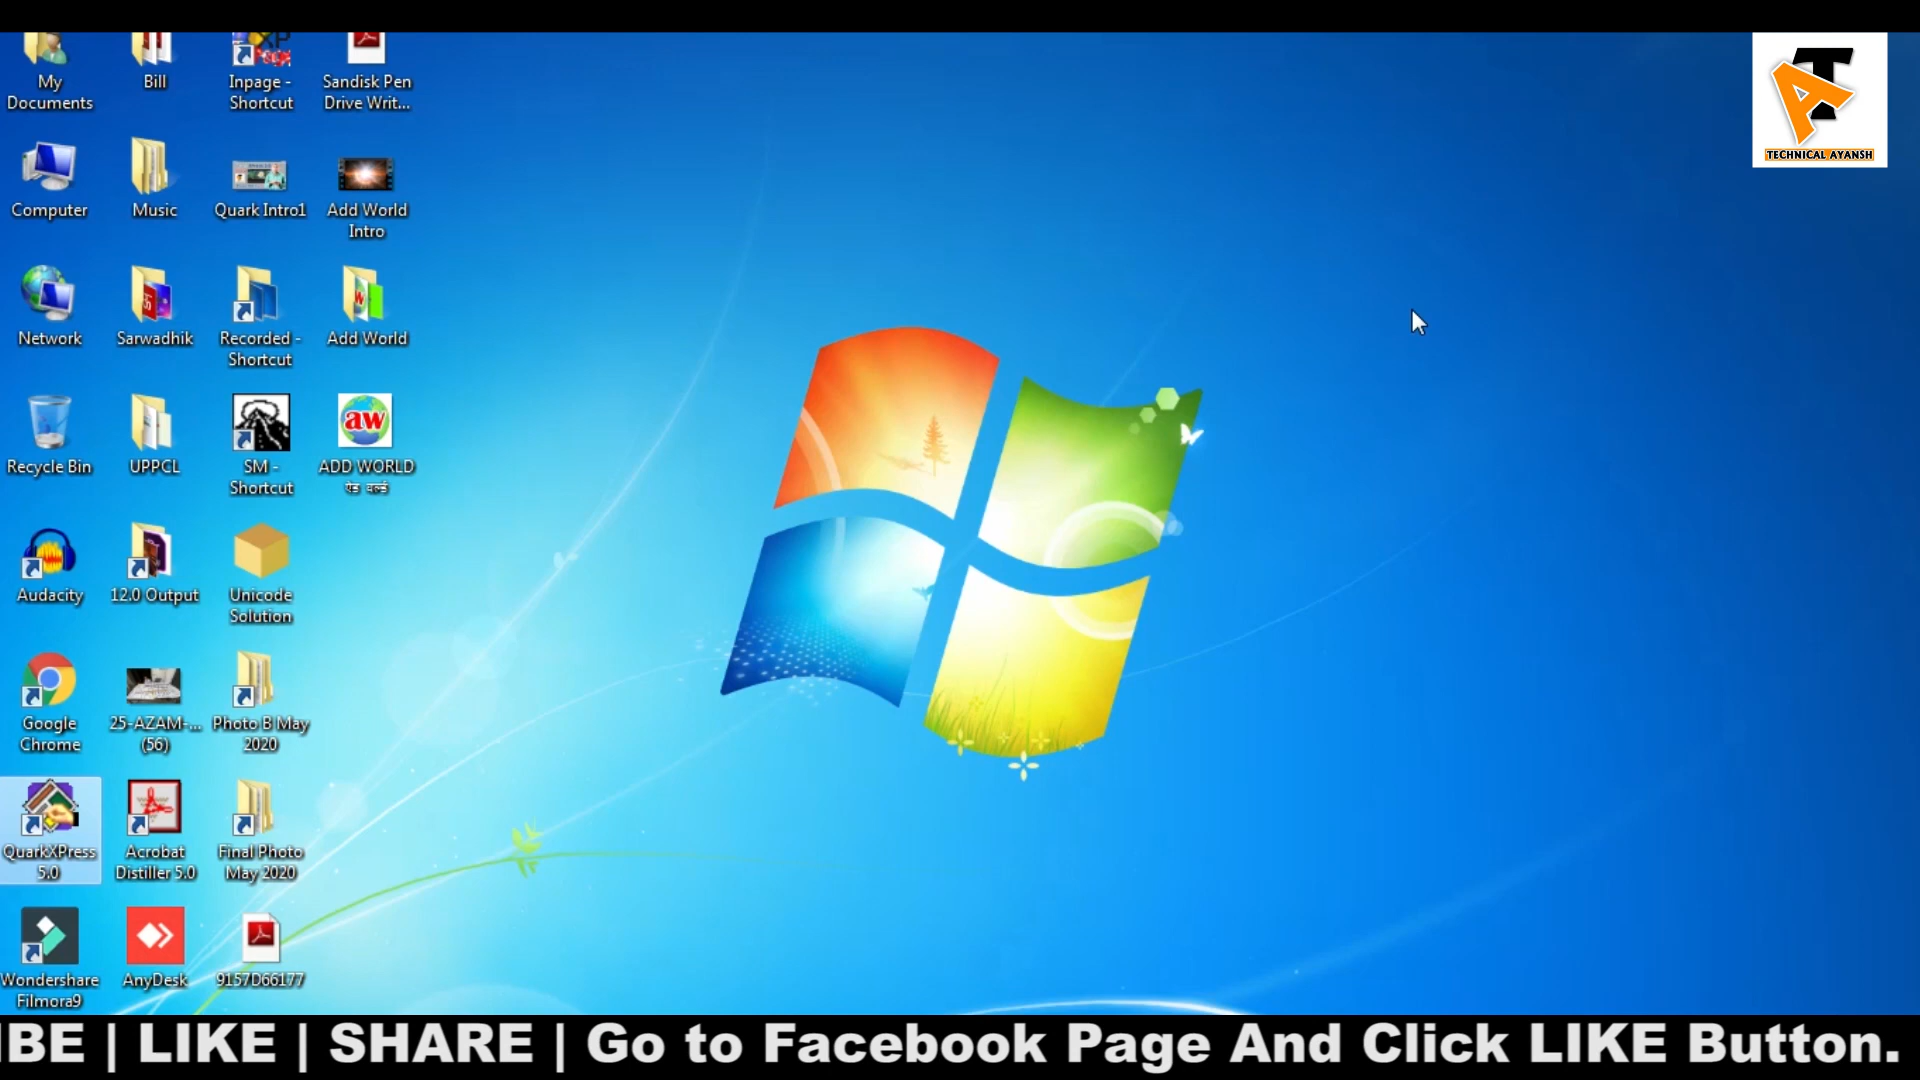 My
Documents
Bill
Inpage -
Shortcut
Sandisk Pen
Drive Writ...
TECHNICAL AYANSH
Computer
Music
Quark Intro1
Add World
Intro
Network
Sarwadhik
Recorded -
Shortcut
Add World
Recycle Bin
UPPCL
SM -
Shortcut
aw
ADD WORLD
ऐड वर्ल्ड
Audacity
12.0 Output
Unicode
Solution
Google
Chrome
25-AZAM-...
(56)
Photo B May
2020
QuarkXPress
5.0
Acrobat
Distiller 5.0
Final Photo
May 2020
Wondershare
Filmora9
AnyDesk
9157D66177
IBE | LIKE | SHARE | Go to Facebook Page And Click LIKE Button.